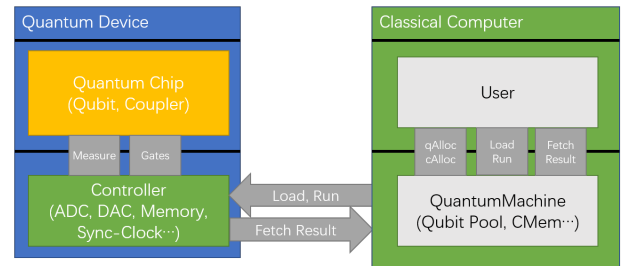 Quantum Device
Quantum Chip
(Qubit, Coupler)
Measure
Gates
Controller
(ADC, DAC, Memory,
Sync-Clock…)
Load, Run
Fetch Result
Classical Computer
User
qAlloc
cAlloc
Load
Run
Fetch
Result
QuantumMachine
(Qubit Pool, CMem…)